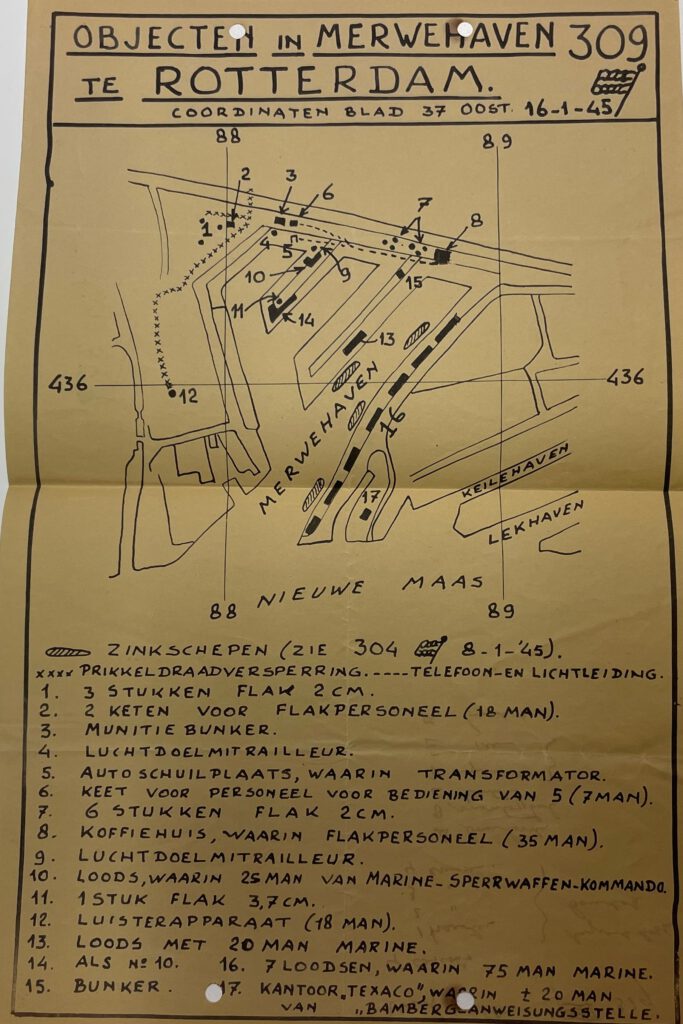 OBJECTEN IN MERWEHAVEN 309
TE ROTTERDAM.
COORDINATEN BLAD 37 OOST. 16-1-45
88
89
2
3
6
7
8
1
4
5
9
10
15
11
14
13
436
436
12
MERWEHAVEN
16
17
KEILEHAVEN
LEKHAVEN
88
NIEUWE MAAS
89
ZINKSCHEPEN (ZIE 304 8-1-'45).
xxxx PRIKKELDRAADVERSPERRING. ---- TELEFOON-EN LICHTLEIDING.
1. 3 STUKKEN FLAK 2 CM.
2. 2 KETEN VOOR FLAKPERSONEEL (18 MAN).
3. MUNITIE BUNKER.
4. LUCHTDOELMITRAILLEUR.
5. AUTOSCHUILPLAATS, WAARIN TRANSFORMATOR.
6. KEET VOOR PERSONEEL VOOR BEDIENING VAN 5 (7 MAN).
7. 6 STUKKEN FLAK 2 CM.
8. KOFFIEHUIS, WAARIN FLAKPERSONEEL (35 MAN).
9. LUCHTDOELMITRAILLEUR.
10. LOODS, WAARIN 25 MAN VAN MARINE-SPERRWAFFEN-KOMMANDO.
11. 1 STUK FLAK 3,7 CM.
12. LUISTERAPPARAAT (18 MAN).
13. LOODS MET 20 MAN MARINE.
14. ALS No 10. 16. 7 LOODSEN, WAARIN 75 MAN MARINE.
15. BUNKER. 17. KANTOOR „TEXACO", WAARIN ± 20 MAN
VAN „BAMBERG-ANWEISUNGSSTELLE.